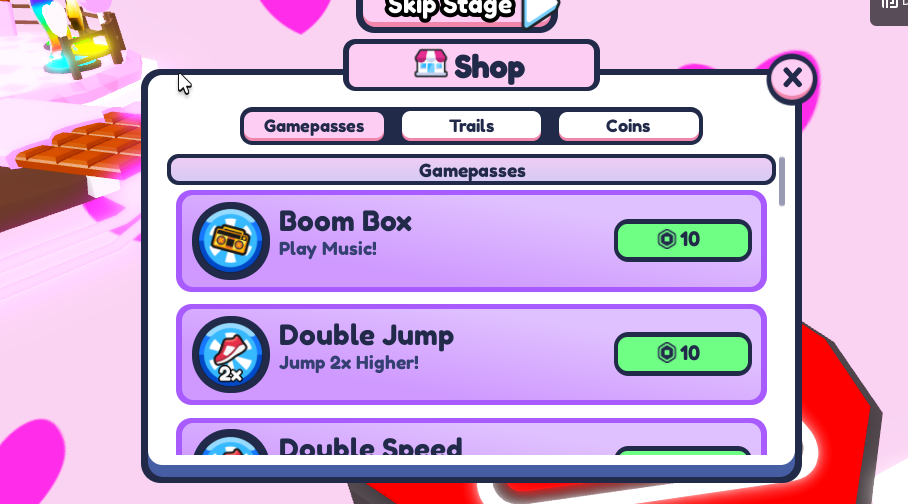 Skip Stage
Shop
Gamepasses
Trails
Coins
Gamepasses
Boom Box
Play Music!
10
Double Jump
Jump 2x Higher!
10
2x
Double Speed